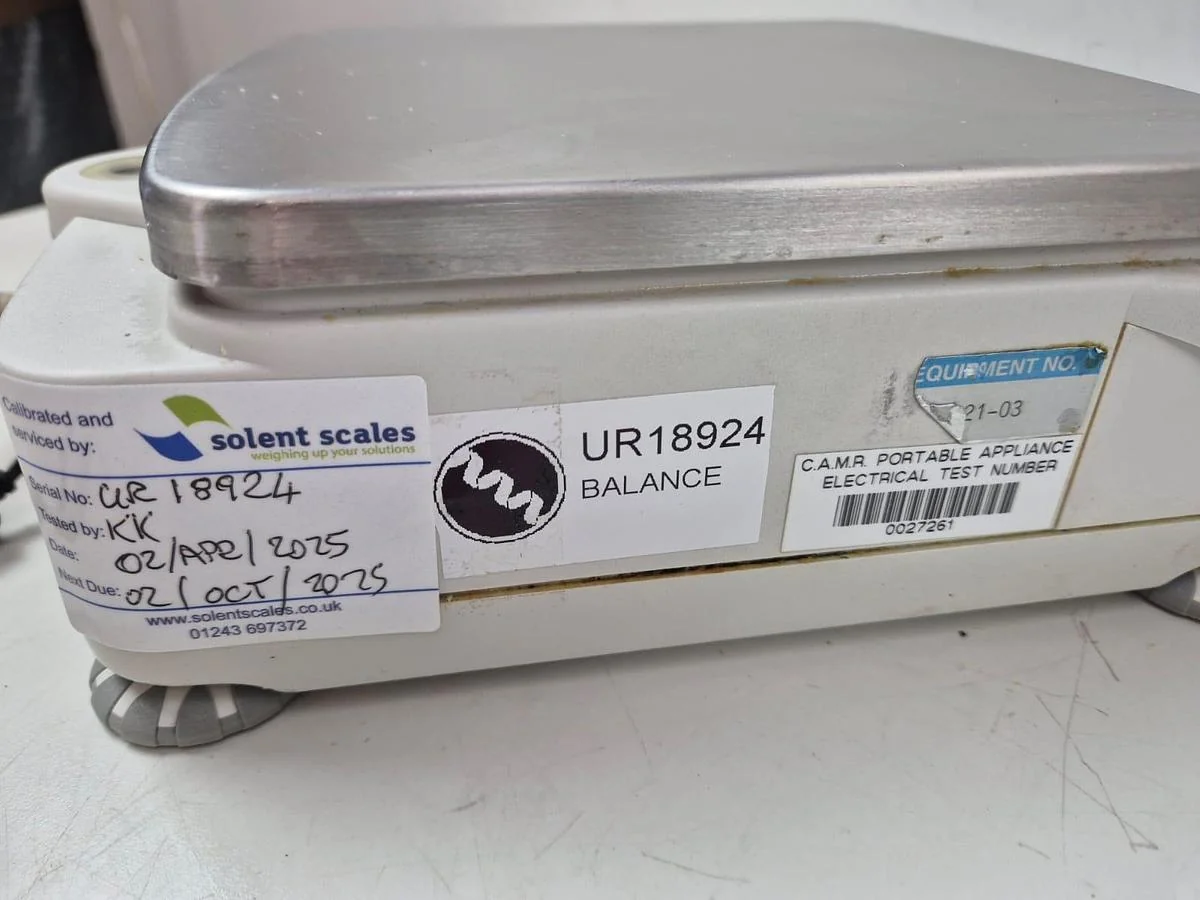 Calibrated and
serviced by:
solent scales
weighing up your solutions
Serial No: UR 18924
Tested by: KK
Date: 02/APR/2025
Next Due: 02/OCT/2025
www.solentscales.co.uk
01243 697372
UR18924
BALANCE
EQUIPMENT NO.
21-03
C.A.M.R. PORTABLE APPLIANCE
ELECTRICAL TEST NUMBER
0027261